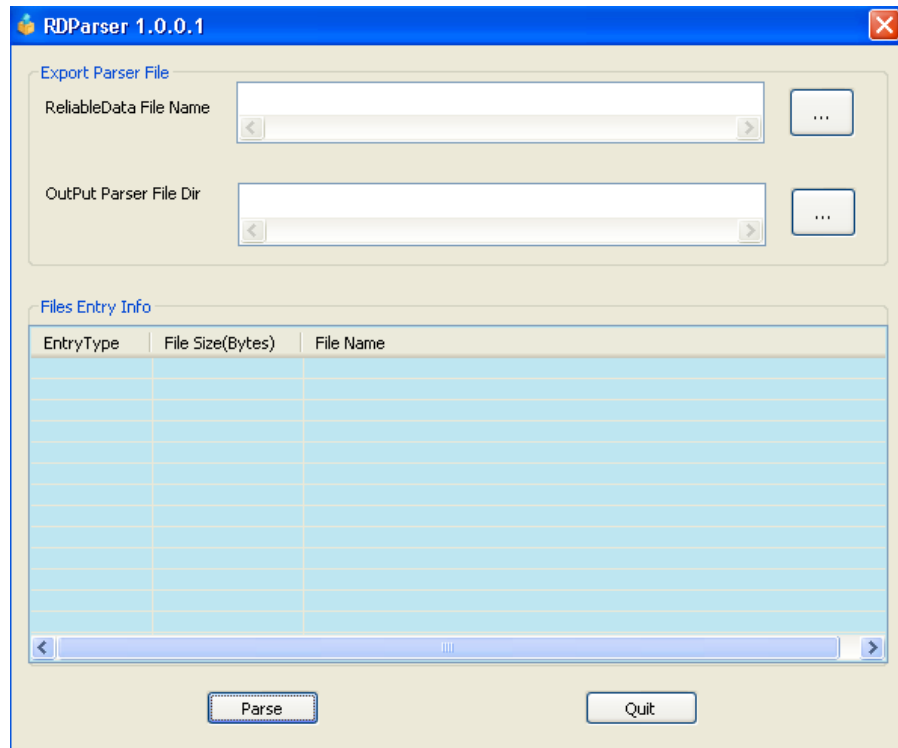 RDParser 1.0.0.1
Export Parser File
ReliableData File Name
...
OutPut Parser File Dir
...
Files Entry Info
EntryType File Size(Bytes) File Name
Parse Quit